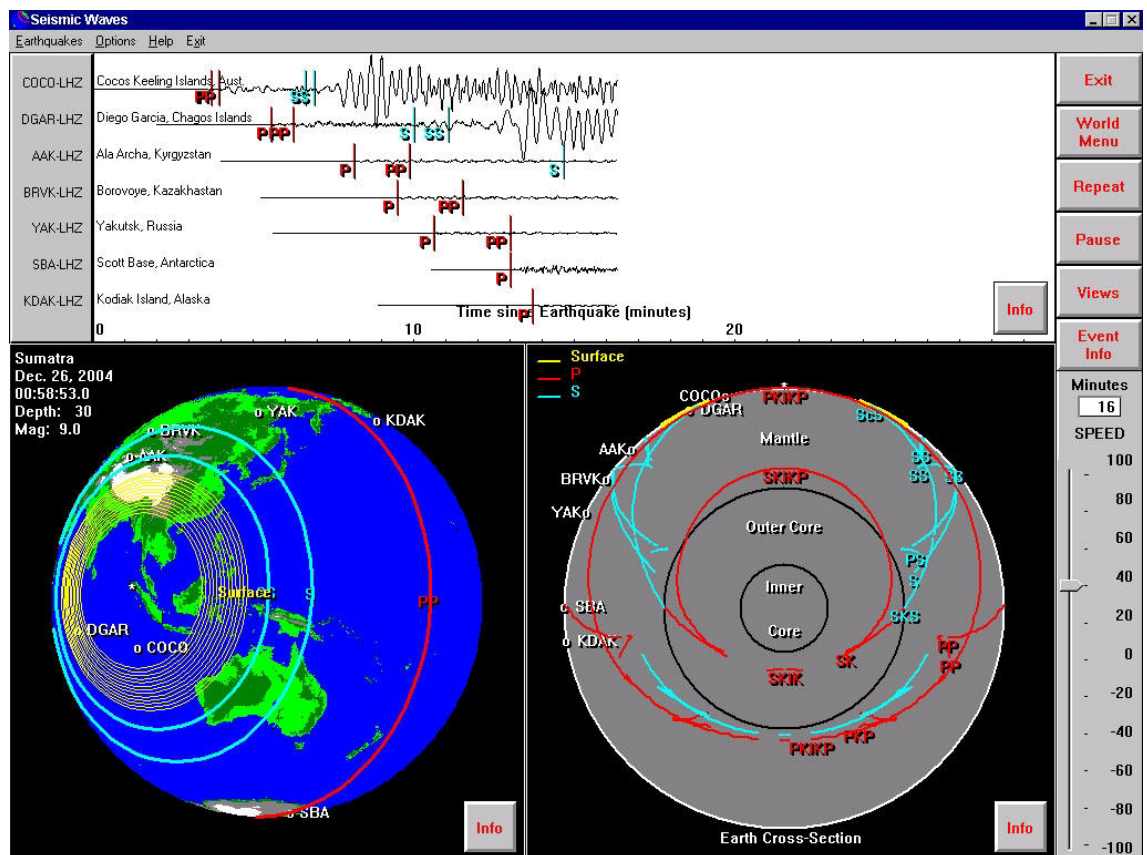 Seismic Waves
Earthquakes Options Help Exit
COCO-LHZ Cocos Keeling Islands, Aust.
PP SS
DGAR-LHZ Diego Garcia, Chagos Islands
P PP S SS
AAK-LHZ Ala Archa, Kyrgyzstan
P PP S
BRVK-LHZ Borovoye, Kazakhastan
P PP
YAK-LHZ Yakutsk, Russia
P PP
SBA-LHZ Scott Base, Antarctica
P
KDAK-LHZ Kodiak Island, Alaska
P
Time since Earthquake (minutes)
0 10 20
Info
Exit
World
Menu
Repeat
Pause
Views
Event
Info
Minutes
16
SPEED
100
80
60
40
20
0
-20
-40
-60
-80
-100
Sumatra
Dec. 26, 2004
00:58:53.0
Depth: 30
Mag: 9.0
YAK
KDAK
BRVK
AAK
Surface S
PP
DGAR
COCO
SBA
Info
Surface
P
S
*
COCOs
DGAR
PKIKP
ScS
AAK
Mantle
SS
SS SS
BRVK
SKIKP
YAK
Outer Core
PS
S
Inner
SBA
Core
SKS
KDAK
PP
SK
PP
SKIK
PKP
PKIKP
Earth Cross-Section
Info